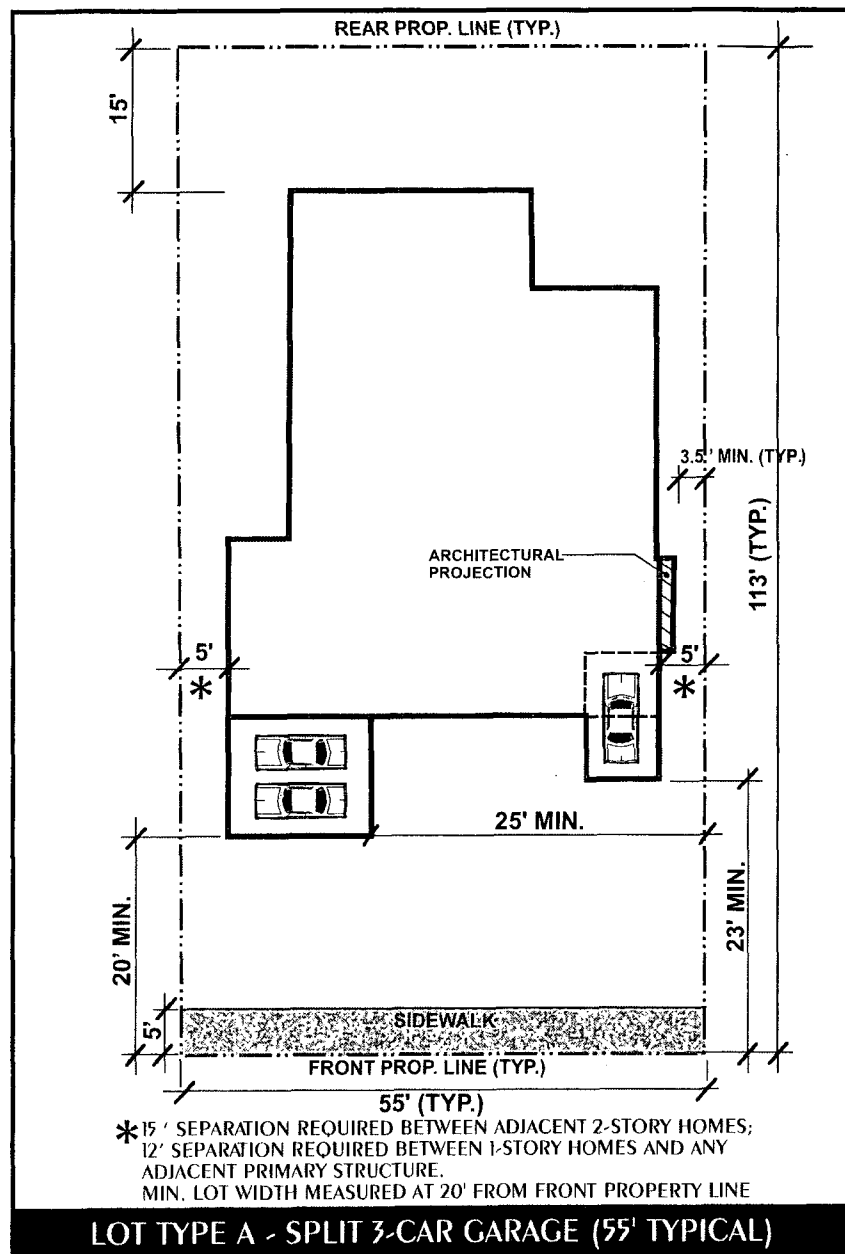 REAR PROP. LINE (TYP.)
15'
3.5' MIN. (TYP.)
113' (TYP.)
ARCHITECTURAL
PROJECTION
5'
*
5'
*
25' MIN.
20' MIN.
23' MIN.
5'
SIDEWALK
FRONT PROP. LINE (TYP.)
55' (TYP.)
* 15' SEPARATION REQUIRED BETWEEN ADJACENT 2-STORY HOMES;
12' SEPARATION REQUIRED BETWEEN 1-STORY HOMES AND ANY
ADJACENT PRIMARY STRUCTURE.
MIN. LOT WIDTH MEASURED AT 20' FROM FRONT PROPERTY LINE
LOT TYPE A - SPLIT 3-CAR GARAGE (55' TYPICAL)